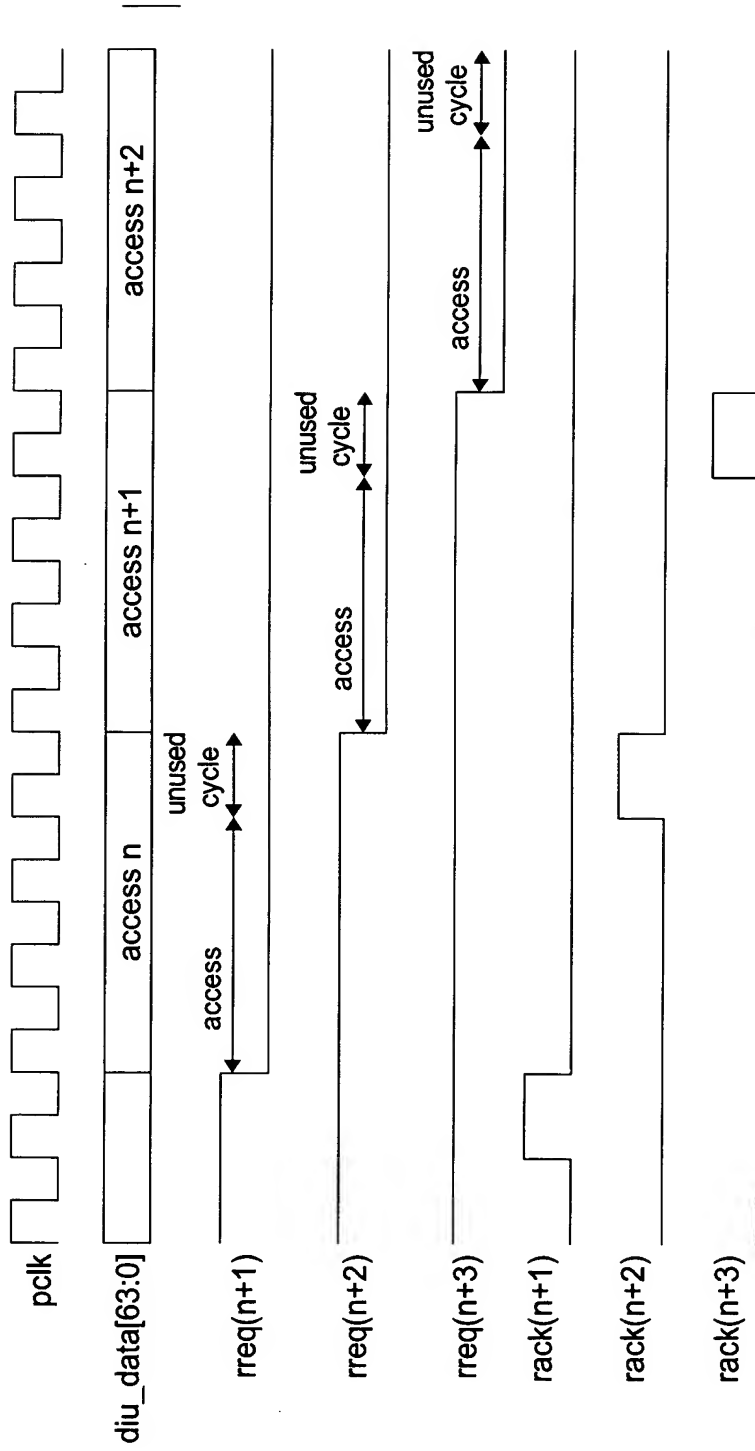 pclk
diu_data[63:0]
access n
access n+1
access n+2
rreq(n+1)
access
unused
cycle
rreq(n+2)
access
unused
cycle
rreq(n+3)
access
unused
cycle
rack(n+1)
rack(n+2)
rack(n+3)